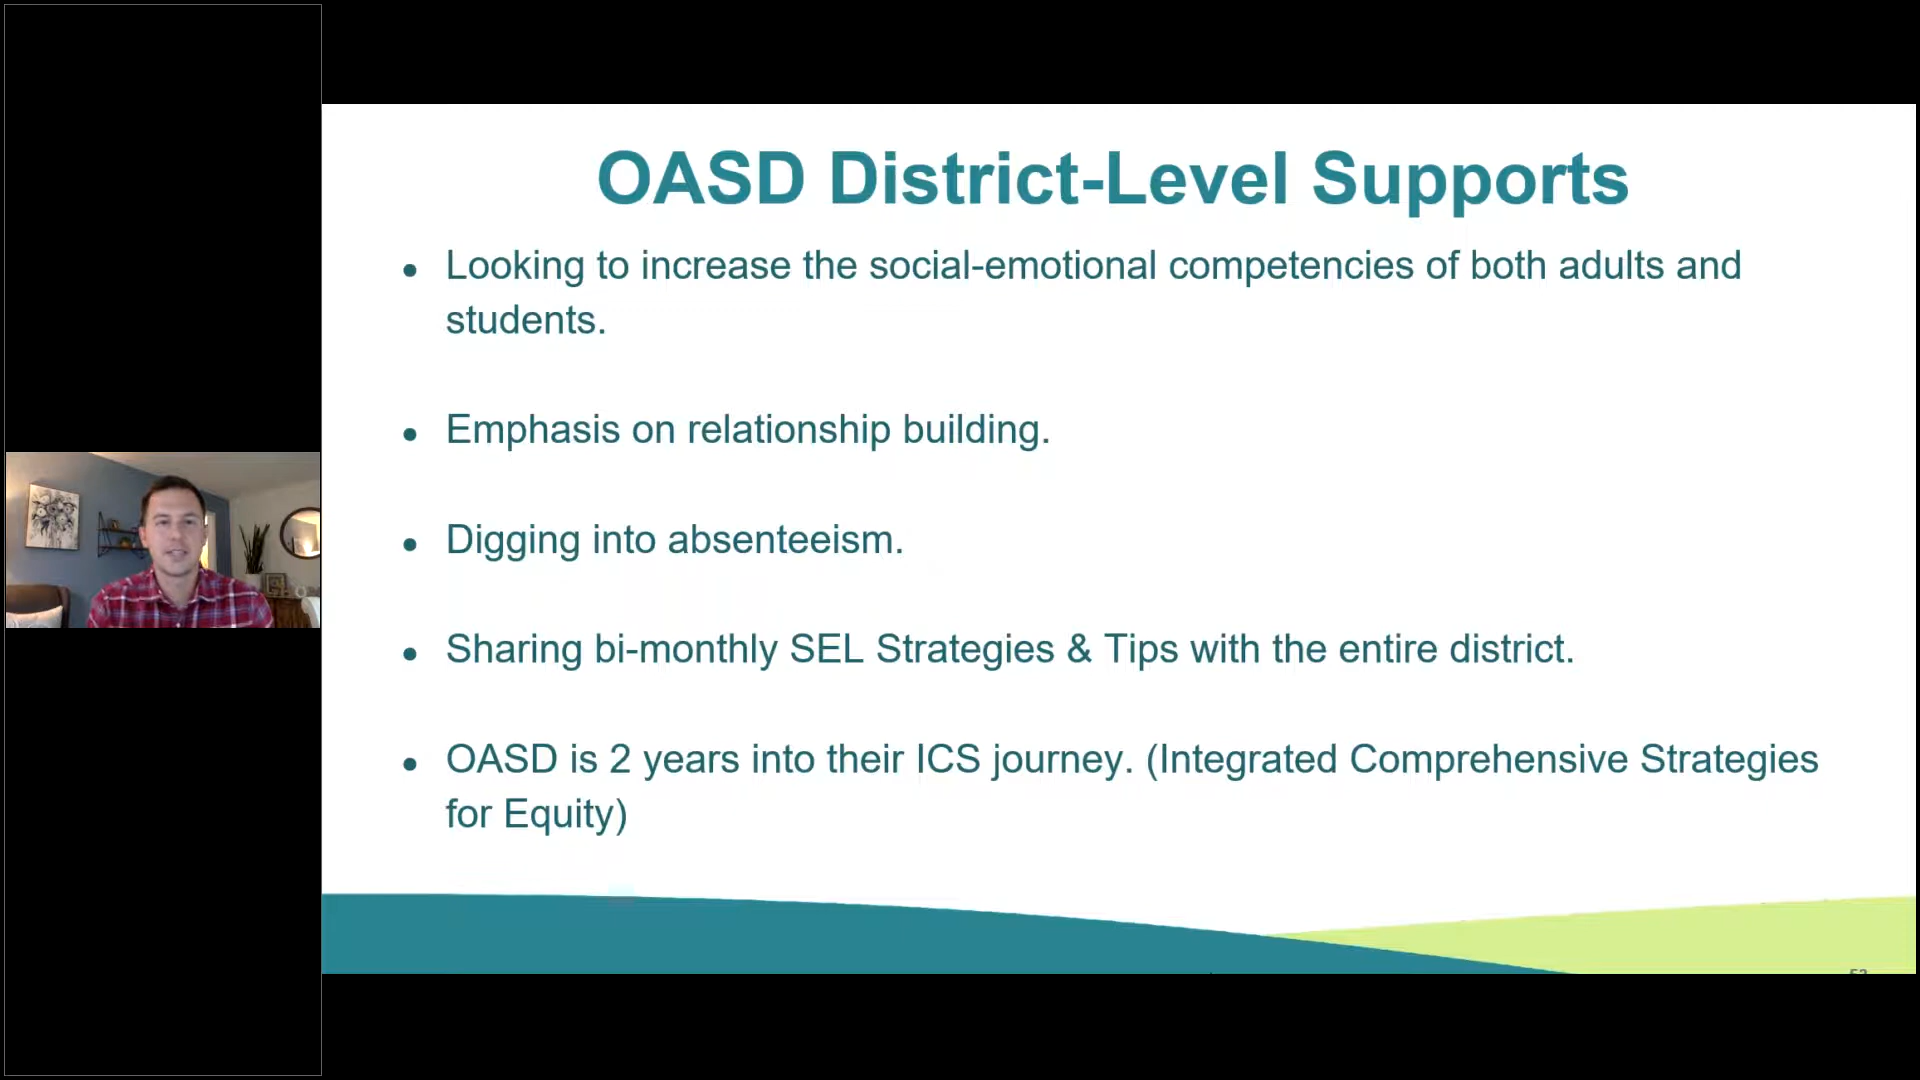 OASD District-Level Supports
• Looking to increase the social-emotional competencies of both adults and
students.
• Emphasis on relationship building.
• Digging into absenteeism.
• Sharing bi-monthly SEL Strategies & Tips with the entire district.
• OASD is 2 years into their ICS journey. (Integrated Comprehensive Strategies
for Equity)